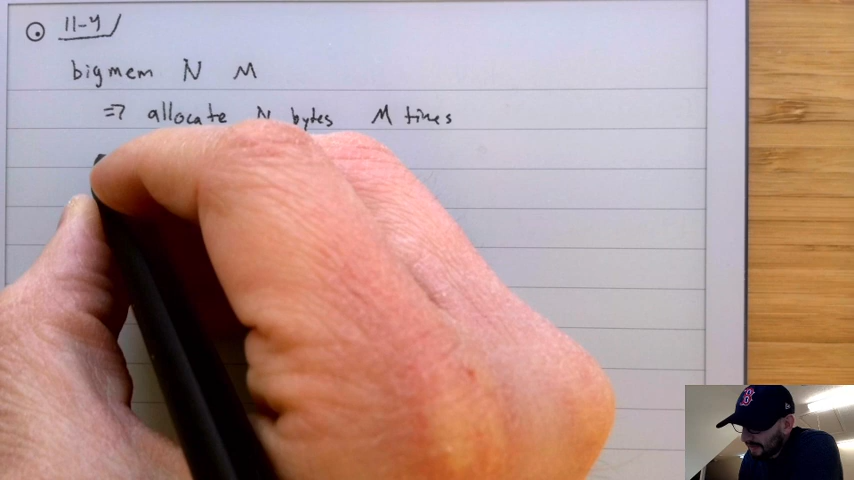 ⊙ 11-4
bigmem N M
=> allocate N bytes M times
B